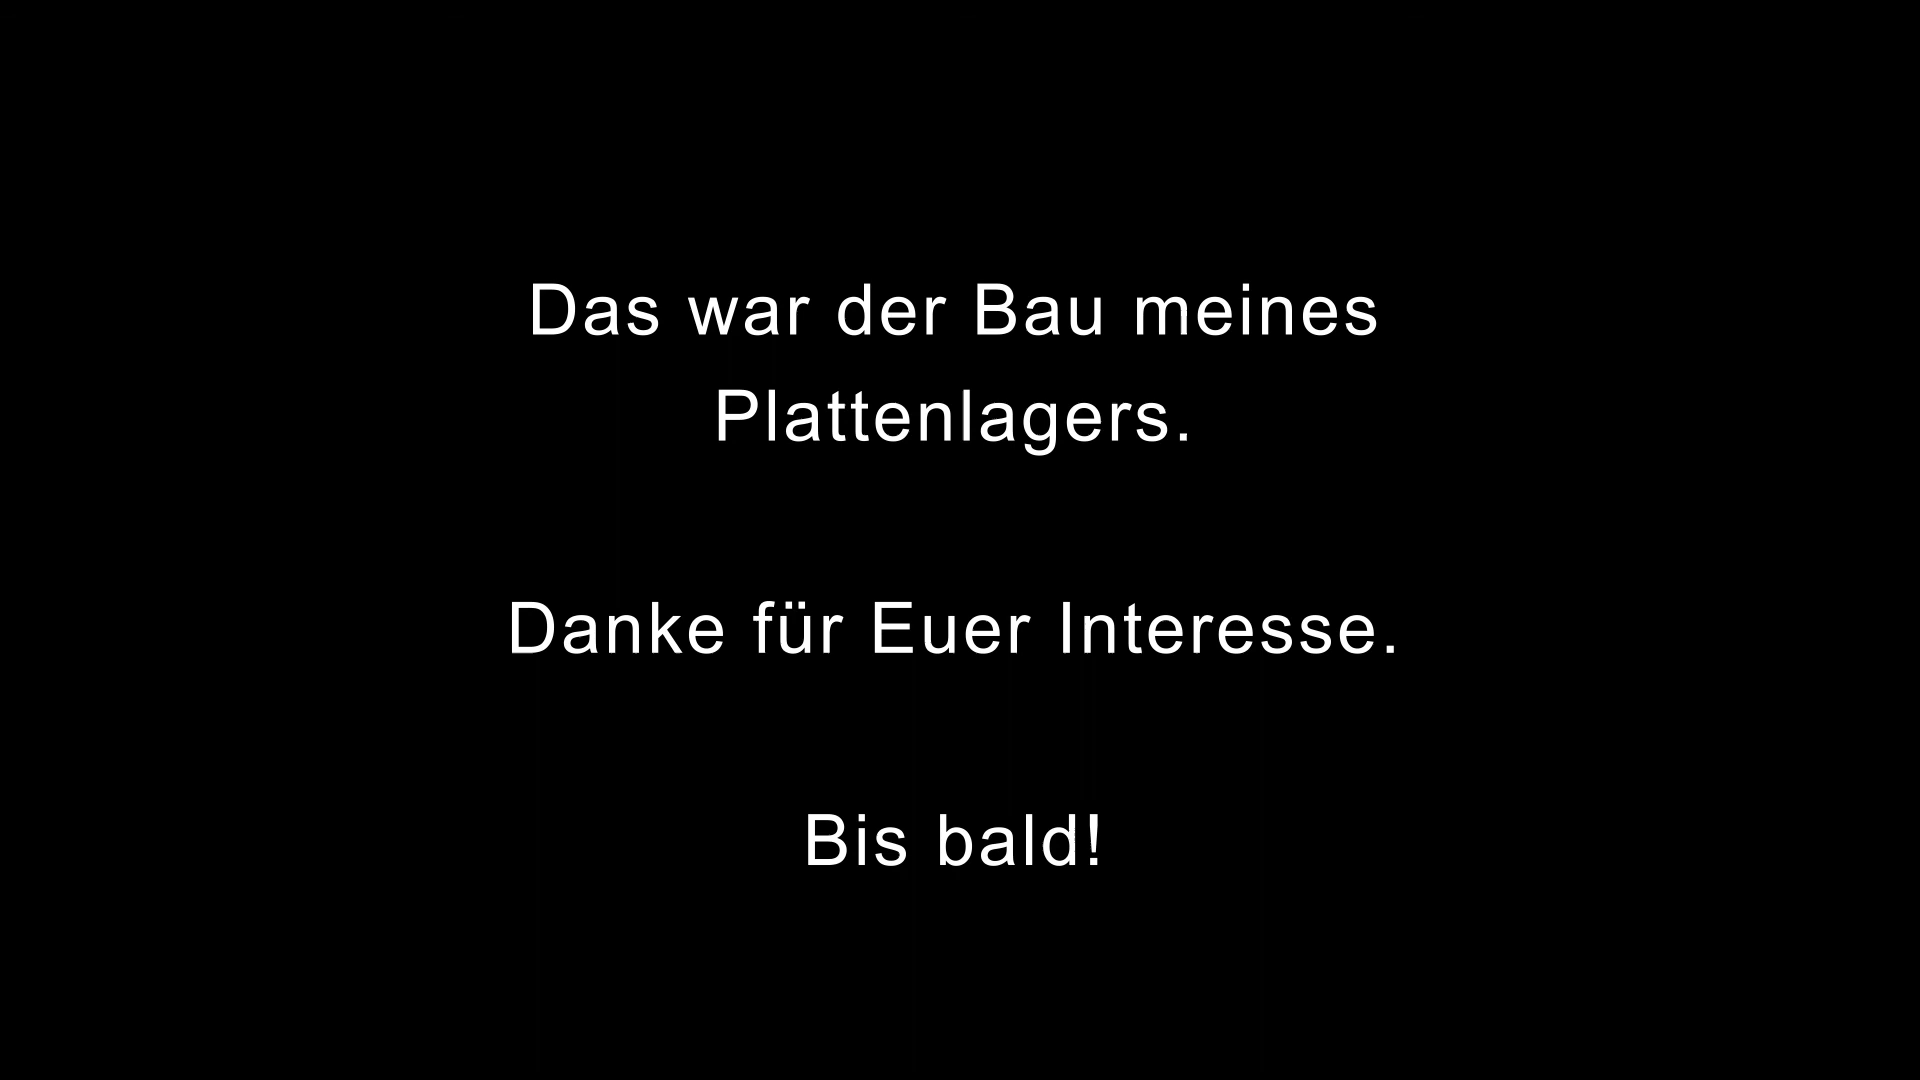 Das war der Bau meines
Plattenlagers.
Danke für Euer Interesse.
Bis bald!